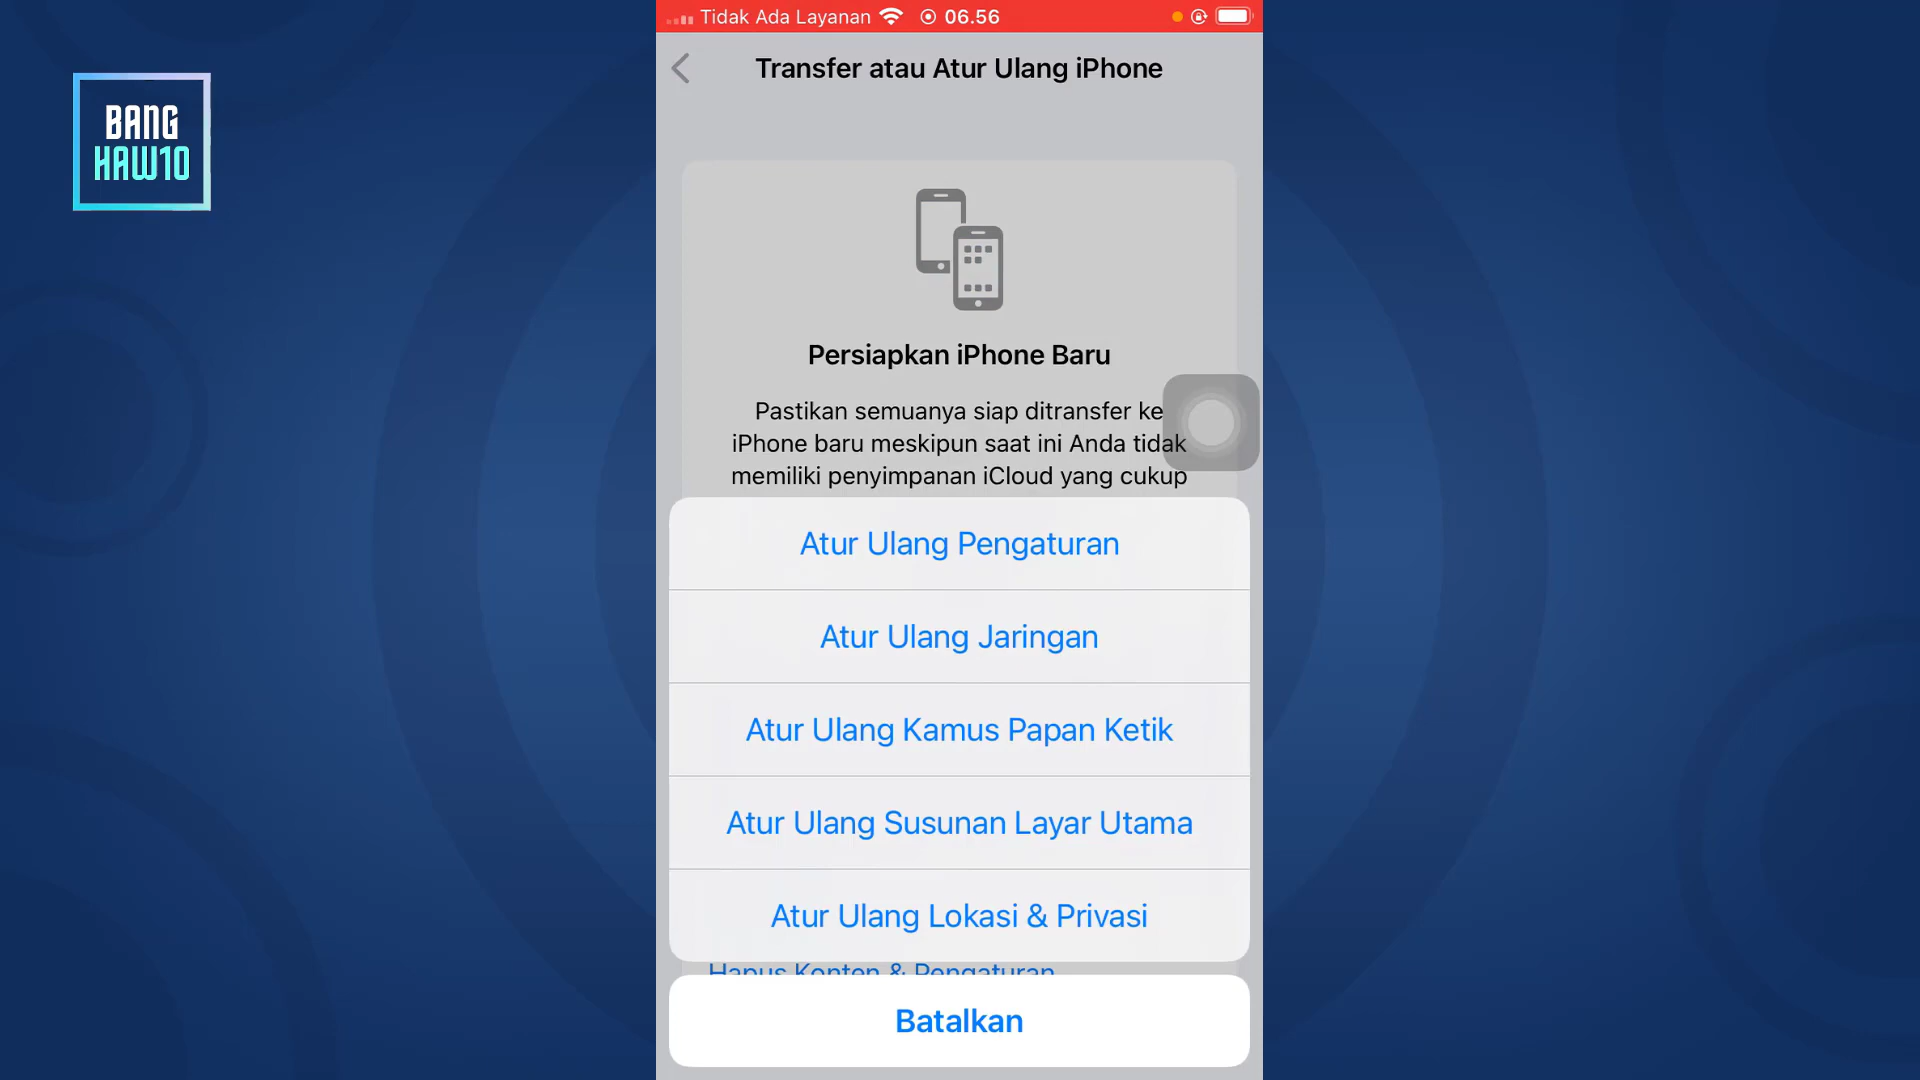 Tidak Ada Layanan 06.56
BANG
HAW10
Transfer atau Atur Ulang iPhone
Persiapkan iPhone Baru
Pastikan semuanya siap ditransfer ke
iPhone baru meskipun saat ini Anda tidak
memiliki penyimpanan iCloud yang cukup
Atur Ulang Pengaturan
Atur Ulang Jaringan
Atur Ulang Kamus Papan Ketik
Atur Ulang Susunan Layar Utama
Atur Ulang Lokasi & Privasi
Hapus Konten & Pengaturan
Batalkan